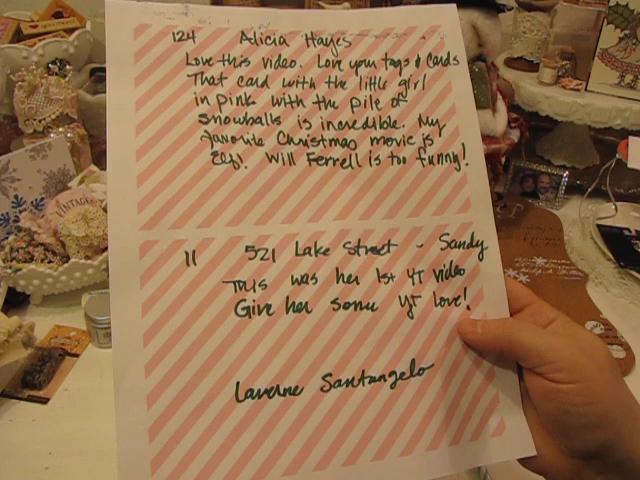 124 Alicia Hayes
Love this video. Love your tags & cards
That card with the little girl
in pink with the pile of
snowballs is incredible. My
favorite Christmas movie is
Elf! Will Ferrell is too funny!
11 521 Lake Street - Sandy
This was her 1st YT video
Give her some YT love!
Laverne Santangelo
VINTAGE